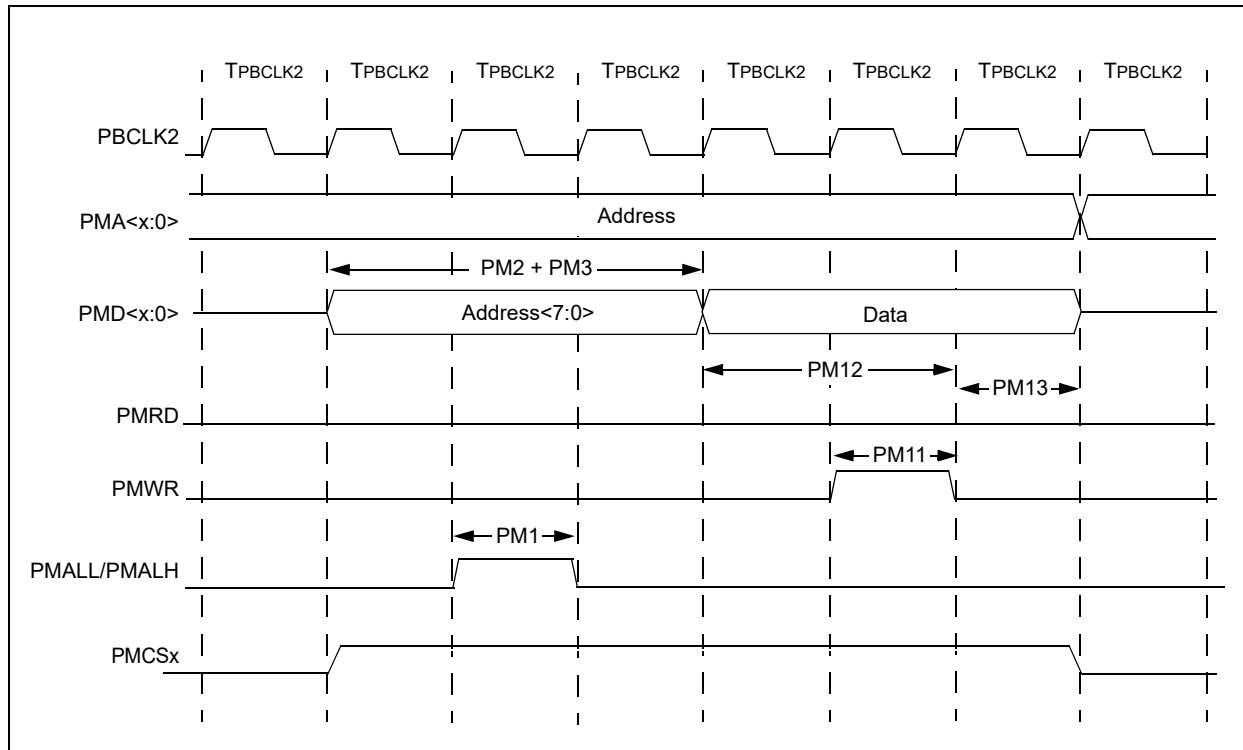 TPBCLK2 TPBCLK2 TPBCLK2 TPBCLK2 TPBCLK2 TPBCLK2 TPBCLK2 TPBCLK2
PBCLK2
PMA<x:0> Address
PM2 + PM3
PMD<x:0> Address<7:0> Data
PM12
PM13
PMRD
PM11
PMWR
PM1
PMALL/PMALH
PMCSx